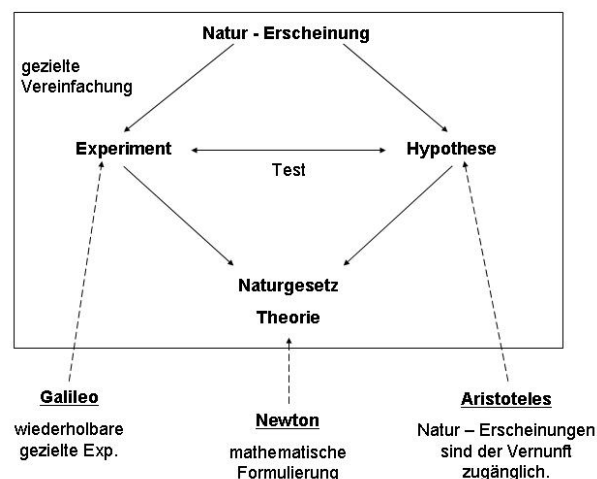 Natur - Erscheinung
gezielte
Vereinfachung
Experiment
Hypothese
Test
Naturgesetz
Theorie
Galileo
wiederholbare
gezielte Exp.
Newton
mathematische
Formulierung
Aristoteles
Natur – Erscheinungen
sind der Vernunft
zugänglich.